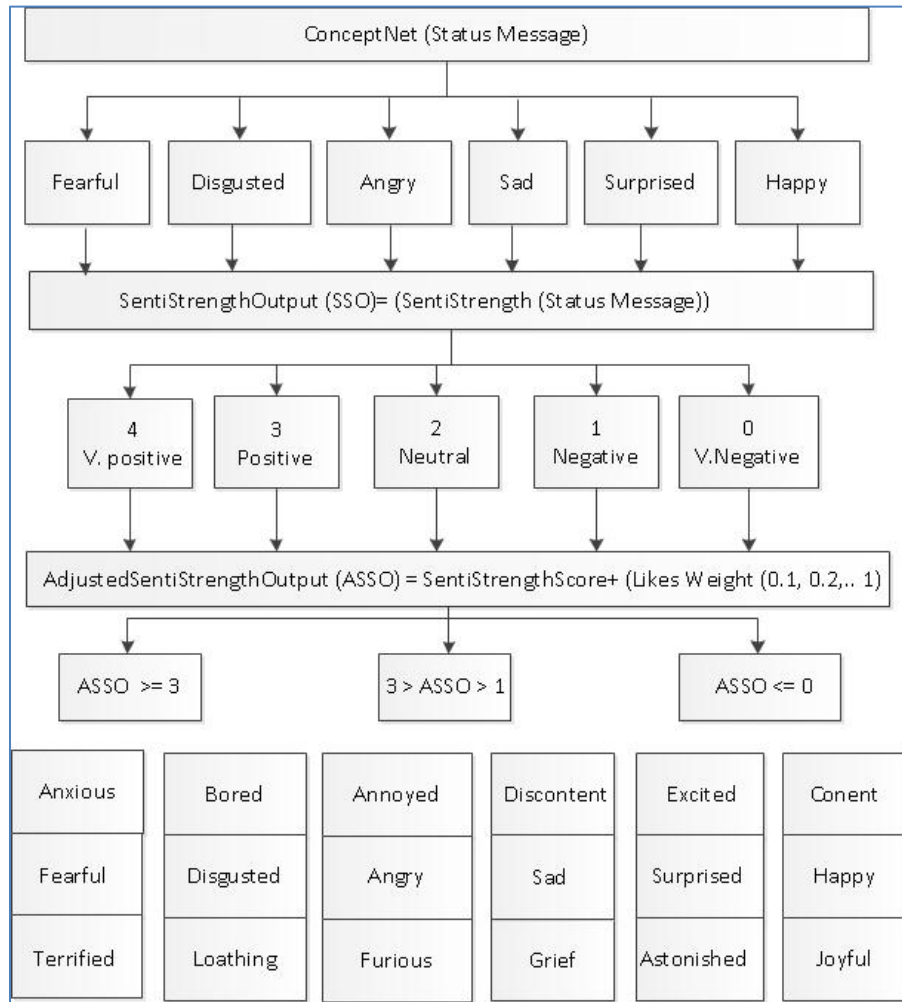 ConceptNet (Status Message)
Fearful
Disgusted
Angry
Sad
Surprised
Happy
SentiStrengthOutput (SSO)= (SentiStrength (Status Message))
4
V. positive
3
Positive
2
Neutral
1
Negative
0
V.Negative
AdjustedSentiStrengthOutput (ASSO) = SentiStrengthScore+ (Likes Weight (0.1, 0.2,.. 1)
ASSO >= 3
3 > ASSO > 1
ASSO <= 0
Anxious
Bored
Annoyed
Discontent
Excited
Conent
Fearful
Disgusted
Angry
Sad
Surprised
Happy
Terrified
Loathing
Furious
Grief
Astonished
Joyful